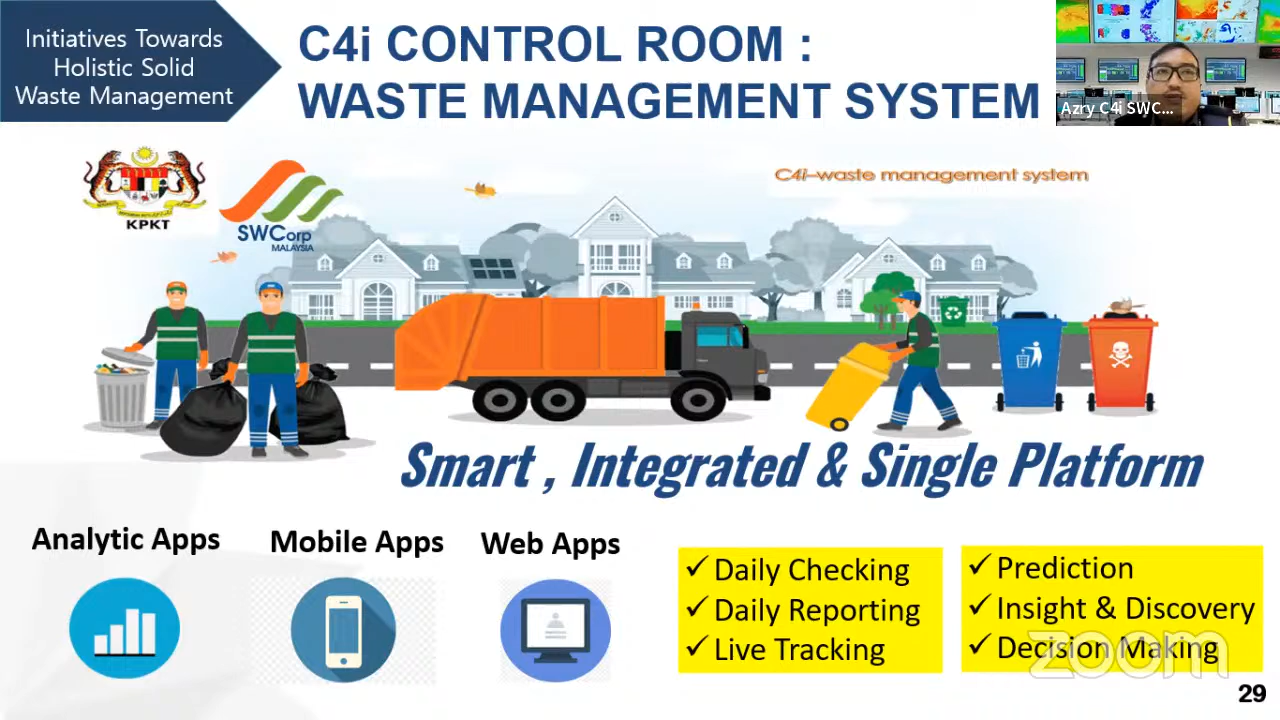 Initiatives Towards
Holistic Solid
Waste Management
C4i CONTROL ROOM :
WASTE MANAGEMENT SYSTEM
Azry C4i SWC...
KPKT
SWCorp
MALAYSIA
C4i–waste management system
Smart , Integrated & Single Platform
Analytic Apps
Mobile Apps
Web Apps
✓ Daily Checking
✓ Daily Reporting
✓ Live Tracking
✓ Prediction
✓ Insight & Discovery
✓ Decision Making
zoom
29